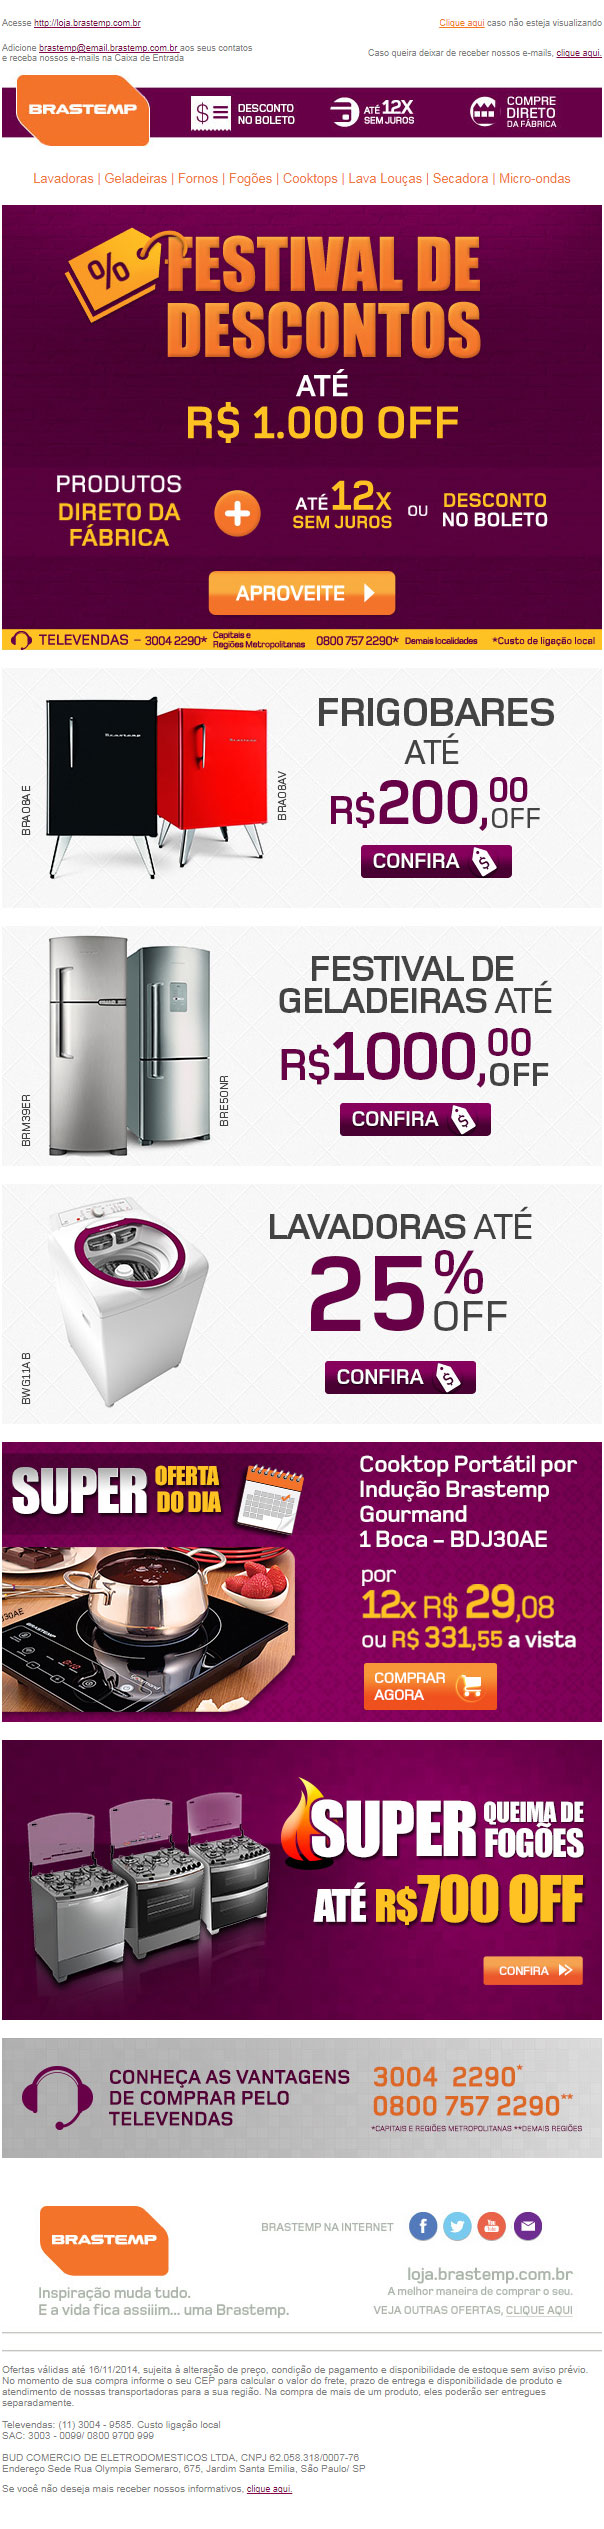 Acesse http://loja.brastemp.com.br
Clique aqui caso não esteja visualizando
Adicione brastemp@email.brastemp.com.br aos seus contatos
e receba nossos e-mails na Caixa de Entrada
Caso queira deixar de receber nossos e-mails, clique aqui.
BRASTEMP
DESCONTO
NO BOLETO
ATÉ 12X
SEM JUROS
COMPRE
DIRETO
DA FÁBRICA
Lavadoras | Geladeiras | Fornos | Fogões | Cooktops | Lava Louças | Secadora | Micro-ondas
%
FESTIVAL DE
DESCONTOS
ATÉ
R$ 1.000 OFF
PRODUTOS
DIRETO DA
FÁBRICA
+
ATÉ 12X
SEM JUROS
OU
DESCONTO
NO BOLETO
APROVEITE
TELEVENDAS – 3004 2290* Capitais e
Regiões Metropolitanas
0800 757 2290* Demais localidades *Custo de ligação local
BRA08AE
BRA08AV
FRIGOBARES
ATÉ
R$200,00
OFF
CONFIRA
BRM39ER
BRE50NR
FESTIVAL DE
GELADEIRAS ATÉ
R$1000,00
OFF
CONFIRA
BWG11AB
LAVADORAS ATÉ
25%
OFF
CONFIRA
SUPER OFERTA
DO DIA
BRASTEMP
Gourmand
Cooktop Portátil por
Indução Brastemp
Gourmand
1 Boca – BDJ30AE
por
12x R$ 29,08
ou R$ 331,55 a vista
COMPRAR
AGORA
SUPER QUEIMA DE
FOGÕES
ATÉ R$700 OFF
CONFIRA
CONHEÇA AS VANTAGENS
DE COMPRAR PELO
TELEVENDAS
3004 2290*
0800 757 2290**
*CAPITAIS E REGIÕES METROPOLITANAS **DEMAIS REGIÕES
BRASTEMP
BRASTEMP NA INTERNET
Inspiração muda tudo.
E a vida fica assiiim... uma Brastemp.
loja.brastemp.com.br
A melhor maneira de comprar o seu.
VEJA OUTRAS OFERTAS, CLIQUE AQUI
Ofertas válidas até 16/11/2014, sujeita à alteração de preço, condição de pagamento e disponibilidade de estoque sem aviso prévio.
No momento de sua compra informe o seu CEP para calcular o valor do frete, prazo de entrega e disponibilidade de produto e
atendimento de nossas transportadoras para a sua região. Na compra de mais de um produto, eles poderão ser entregues
separadamente.
Televendas: (11) 3004 - 9585. Custo ligação local
SAC: 3003 - 0099/ 0800 9700 999
BUD COMERCIO DE ELETRODOMESTICOS LTDA, CNPJ 62.058.318/0007-76
Endereço Sede Rua Olympia Semeraro, 675, Jardim Santa Emilia, São Paulo/ SP
Se você não deseja mais receber nossos informativos, clique aqui.